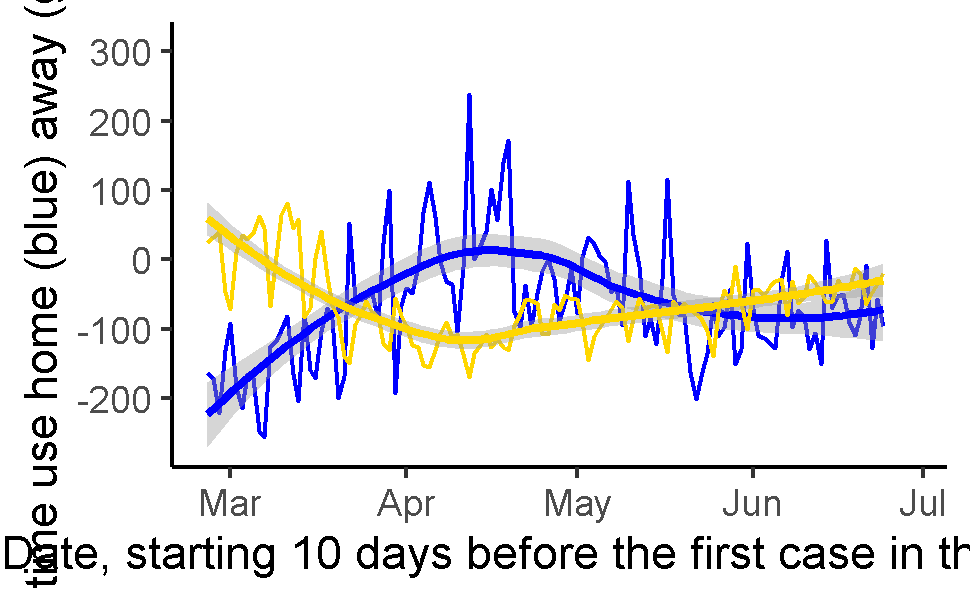 time use home (blue) away (
300
200
100
0
-100
-200
Mar Apr May Jun Jul
Date, starting 10 days before the first case in th